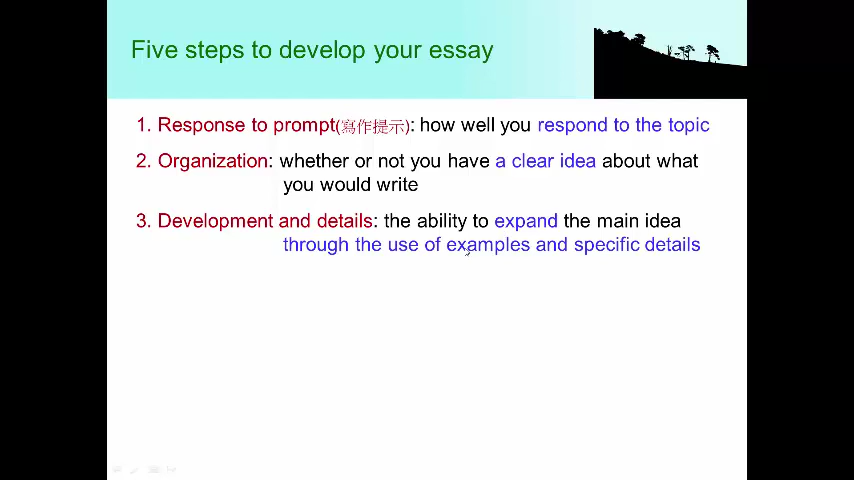 Five steps to develop your essay
1. Response to prompt(寫作提示): how well you respond to the topic
2. Organization: whether or not you have a clear idea about what
you would write
3. Development and details: the ability to expand the main idea
through the use of examples and specific details